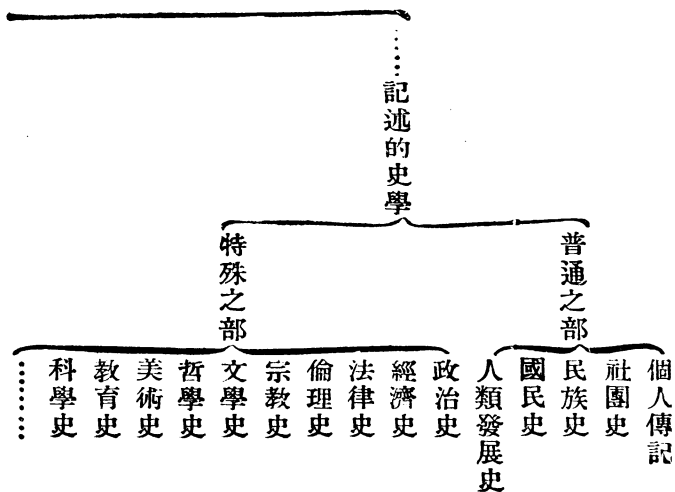 ……記述的史學
普通之部
個人傳記
社團史
民族史
國民史
人類發展史
特殊之部
政治史
經濟史
法律史
倫理史
宗教史
文學史
哲學史
美術史
教育史
科學史
……